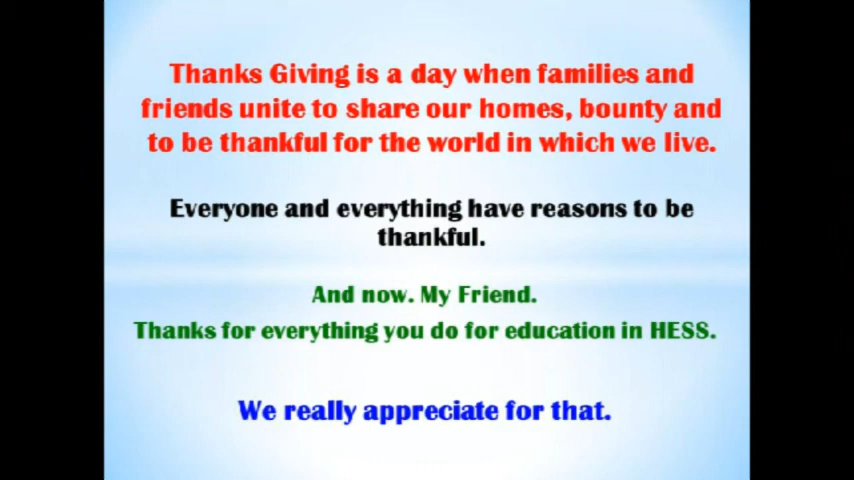 Thanks Giving is a day when families and
friends unite to share our homes, bounty and
to be thankful for the world in which we live.
Everyone and everything have reasons to be
thankful.
And now. My Friend.
Thanks for everything you do for education in HESS.
We really appreciate for that.